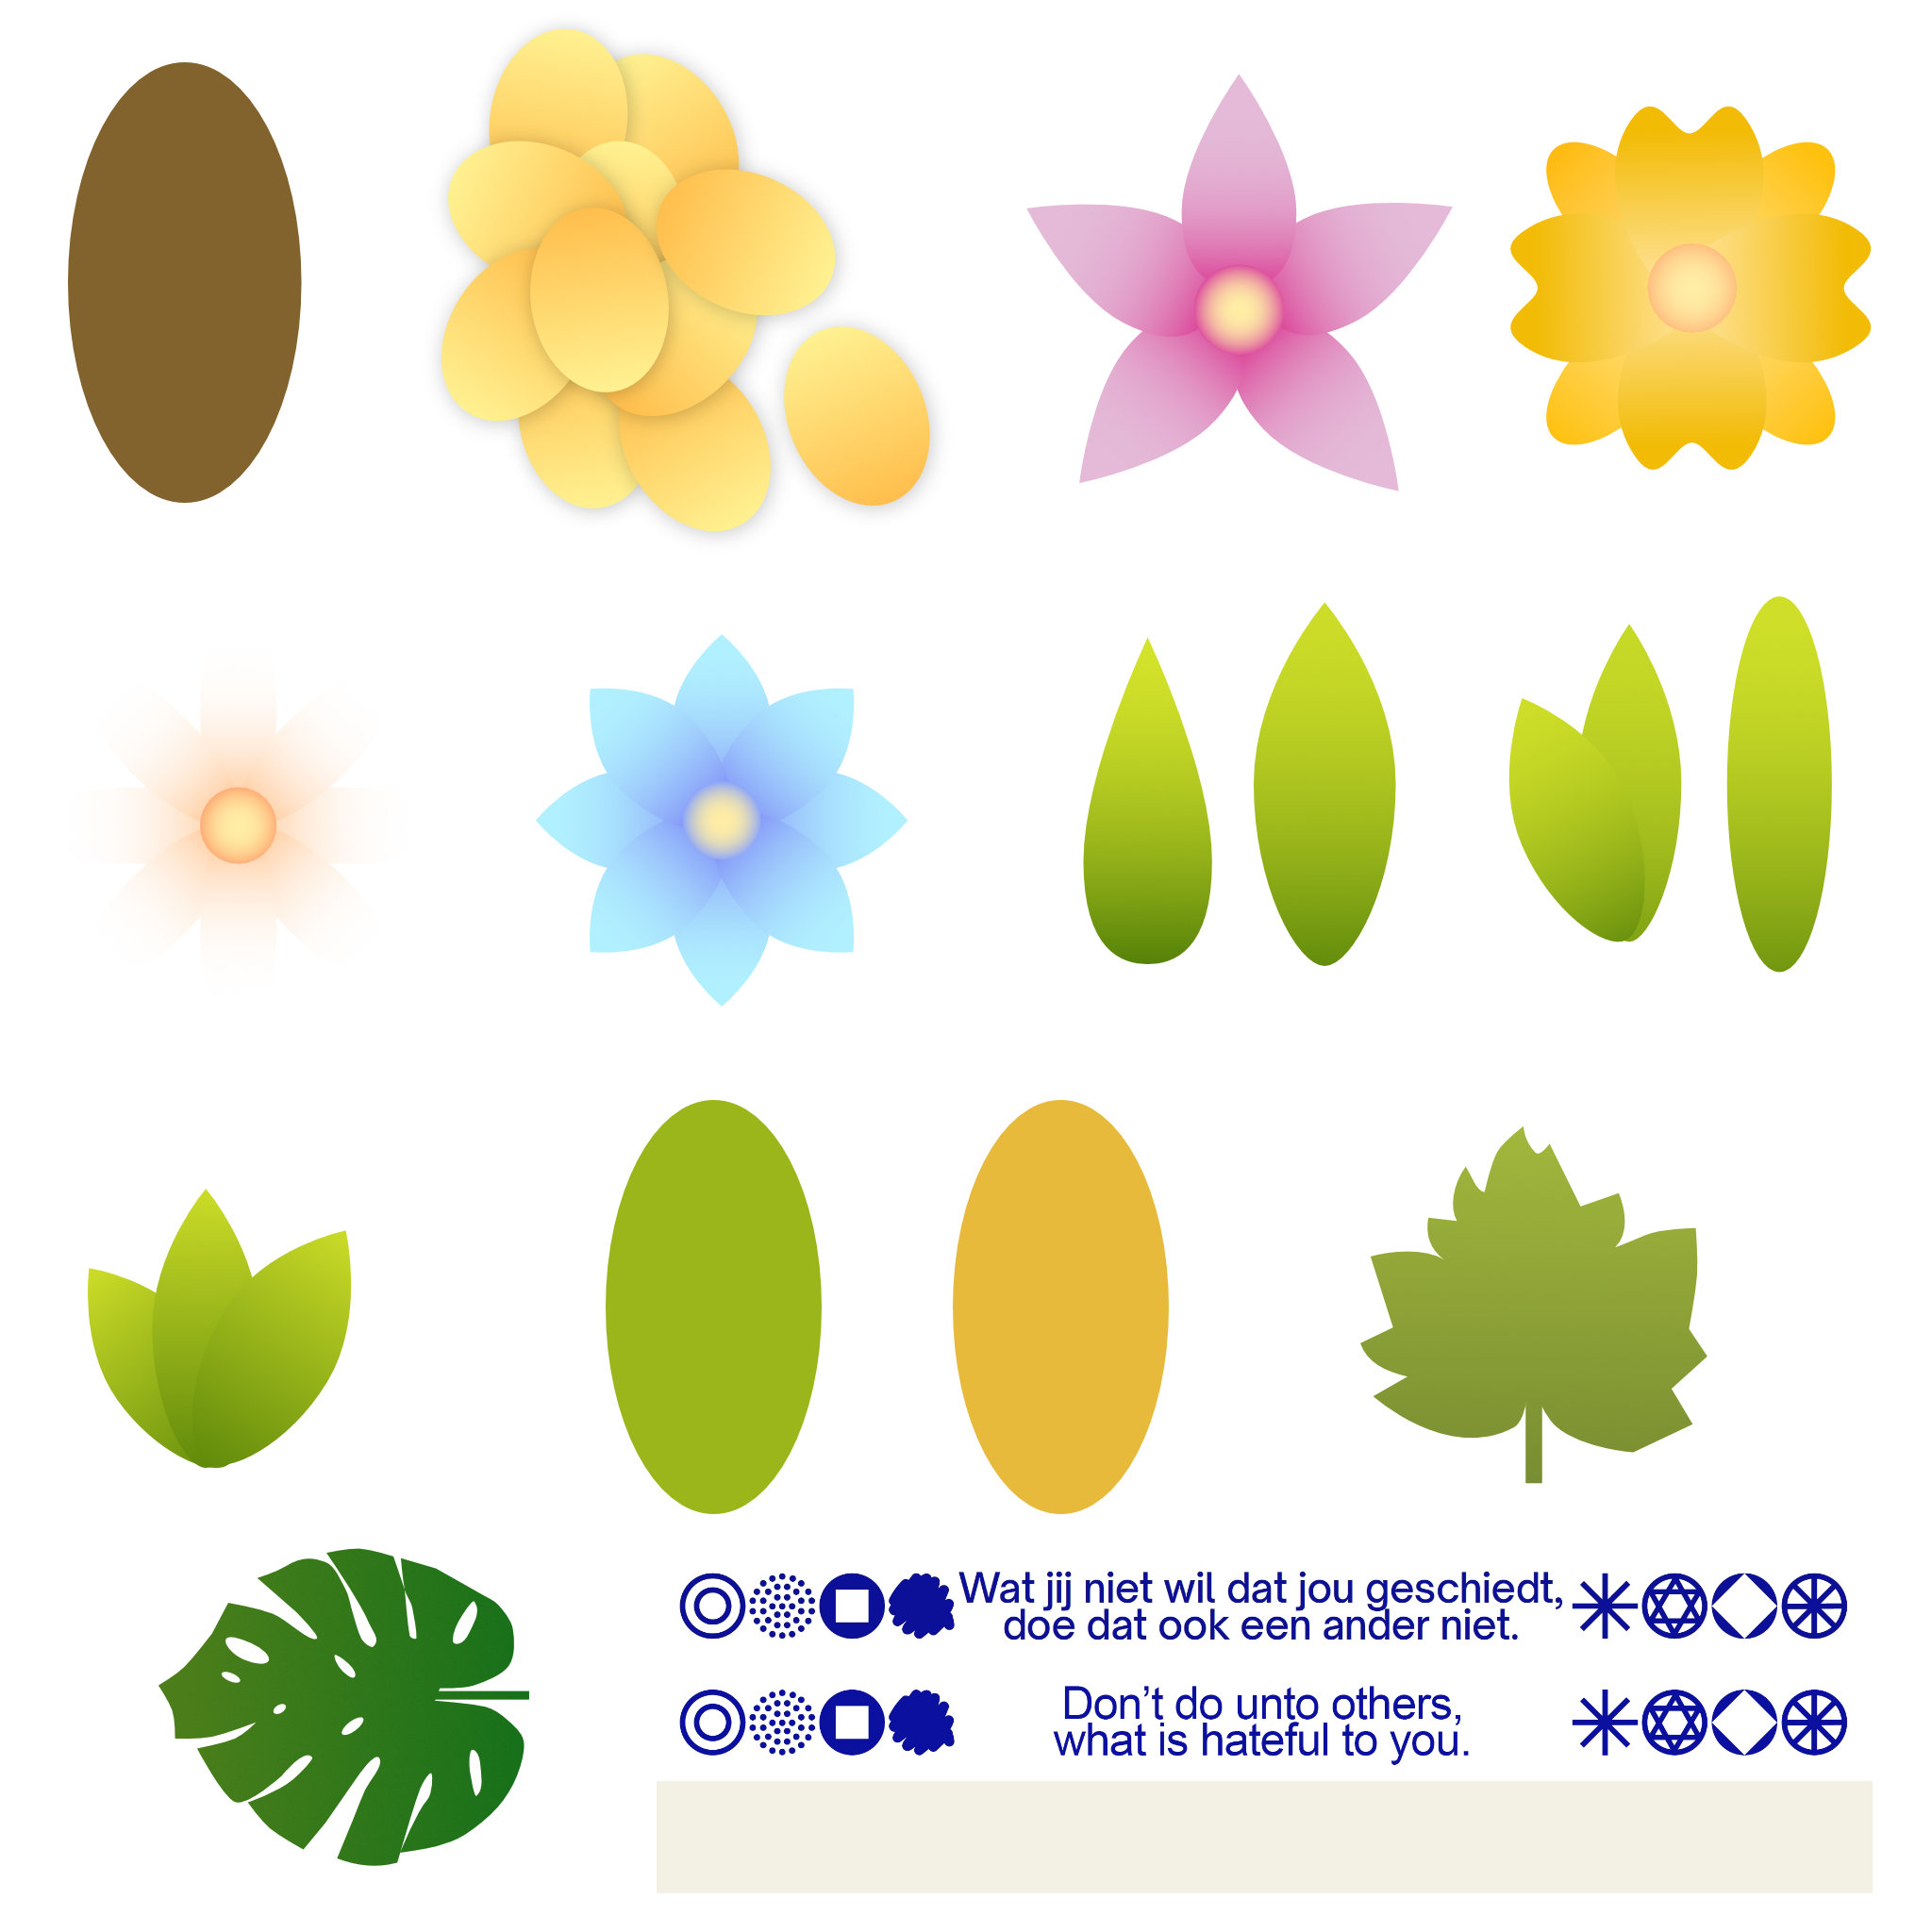 Wat jij niet wil dat jou geschiedt,
doe dat ook een ander niet.
Don’t do unto others,
what is hateful to you.